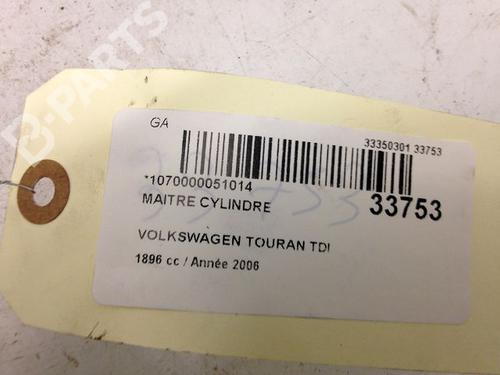 B-PARTS
GA
33350301 33753
*1070000051014
MAITRE CYLINDRE
33753
VOLKSWAGEN TOURAN TDI
1896 cc / Année 2006